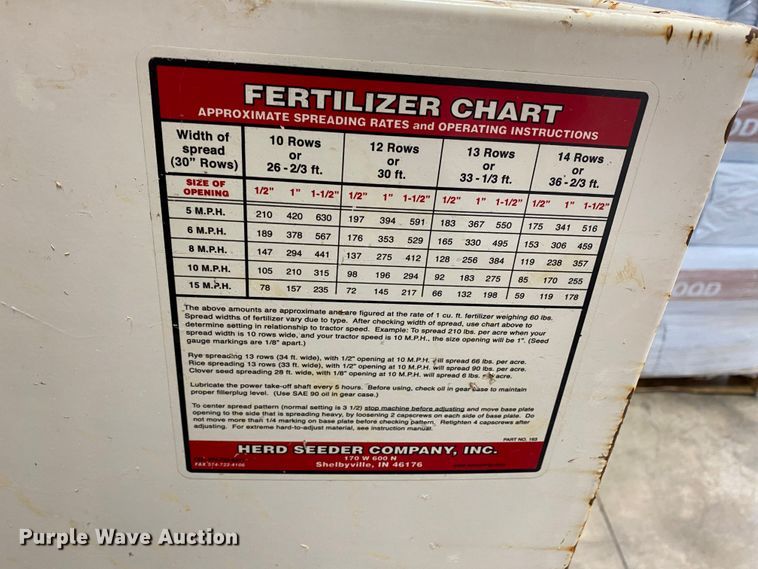 FERTILIZER CHART
APPROXIMATE SPREADING RATES and OPERATING INSTRUCTIONS
Width of spread (30" Rows) 10 Rows or 26 - 2/3 ft. 12 Rows or 30 ft. 13 Rows or 33 - 1/3 ft. 14 Rows or 36 - 2/3 ft.
SIZE OF OPENING 1/2" 1" 1-1/2" 1/2" 1" 1-1/2" 1/2" 1" 1-1/2" 1/2" 1" 1-1/2"
5 M.P.H. 210 420 630 197 394 591 183 367 550 175 341 516
6 M.P.H. 189 378 567 176 353 529 165 330 495 153 306 459
8 M.P.H. 147 294 441 137 275 412 128 256 384 119 238 357
10 M.P.H. 105 210 315 98 196 294 92 183 275 85 170 255
15 M.P.H. 78 157 235 72 145 217 66 132 198 59 119 178
The above amounts are approximate and are figured at the rate of 1 cu. ft. fertilizer weighing 60 lbs.
Spread widths of fertilizer vary due to type. After checking width of spread, use chart above to
determine setting in relationship to tractor speed. Example: To spread 210 lbs. per acre when your
spread width is 10 rows wide, and your tractor speed is 10 M.P.H., the size opening will be 1". (Seed
gauge markings are 1/8" apart.)
Rye spreading 13 rows (34 ft. wide), with 1/2" opening at 10 M.P.H. will spread 66 lbs. per acre.
Rice spreading 13 rows (33 ft. wide), with 1/2" opening at 10 M.P.H. will spread 90 lbs. per acre.
Clover seed spreading 28 ft. wide, with 1/8" opening at 10 M.P.H. will spread 6 lbs. per acre.
Lubricate the power take-off shaft every 5 hours. Before using, check oil in gear case to maintain
proper fillerplug level. (Use SAE 90 oil in gear case.)
To center spread pattern (normal setting is 3 1/2) stop machine before adjusting and move base plate
opening to the side that is spreading heavy, by loosening 2 capscrews on each side of base plate. Do
not move more than 1/4 marking on base plate before checking pattern. Retighten 4 capscrews after
adjusting. For extreme hard-to-adjust material, see instruction manual.
PART NO. 193
HERD SEEDER COMPANY, INC.
170 W 600 N
FAX 574-722-4106
Shelbyville, IN 46176
OOD
OOD
Purple Wave Auction